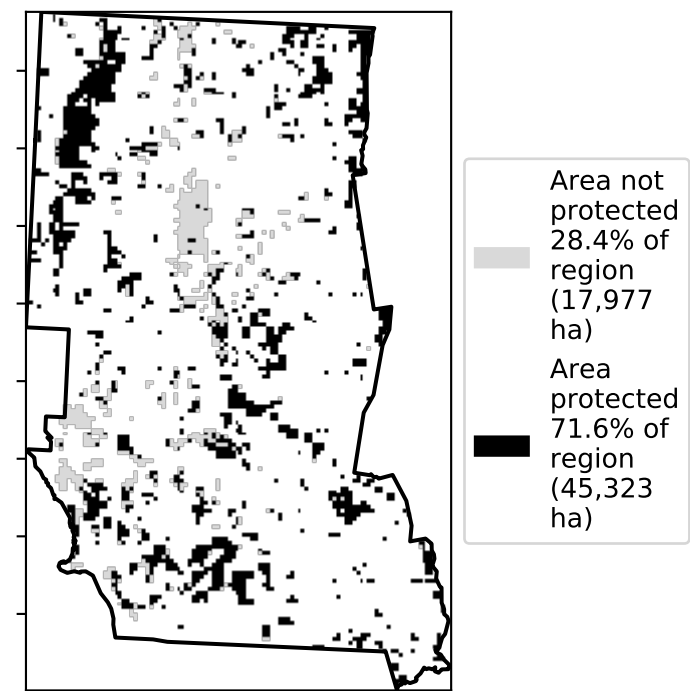 Area not
protected
28.4% of
region
(17,977
ha)
Area
protected
71.6% of
region
(45,323
ha)